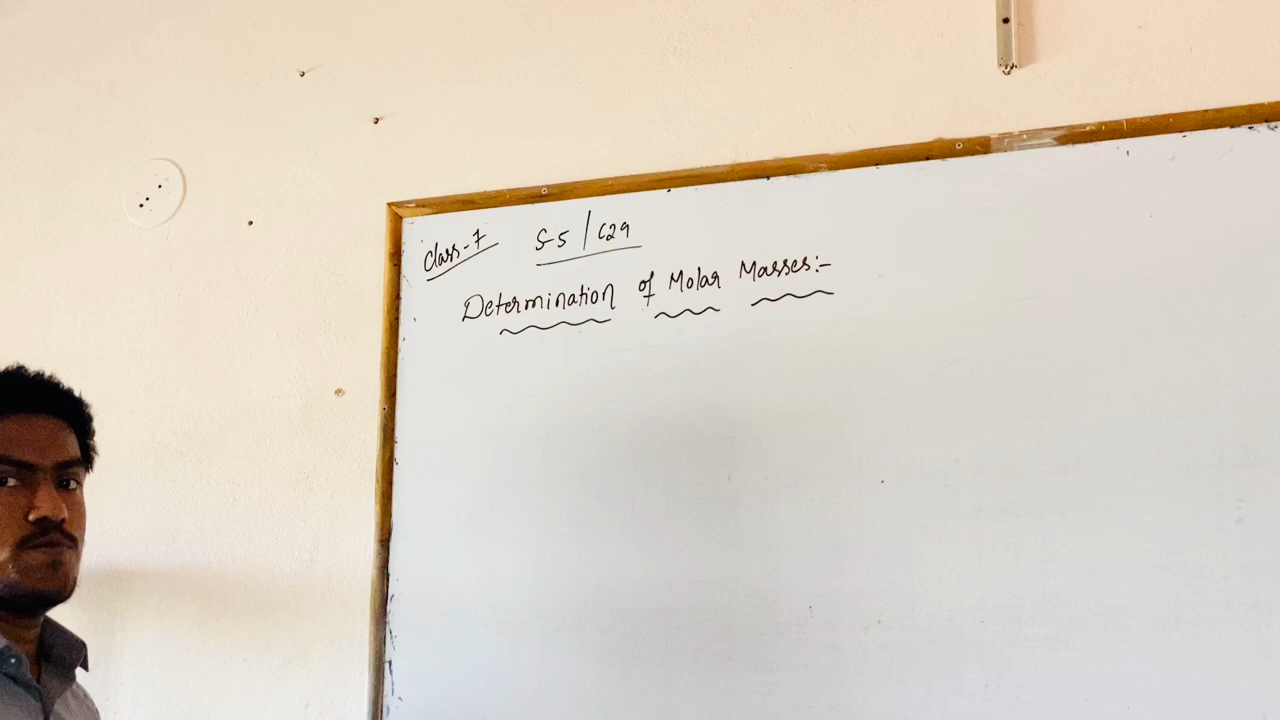 Class-7 S-5 / C29
Determination of Molar Masses:-